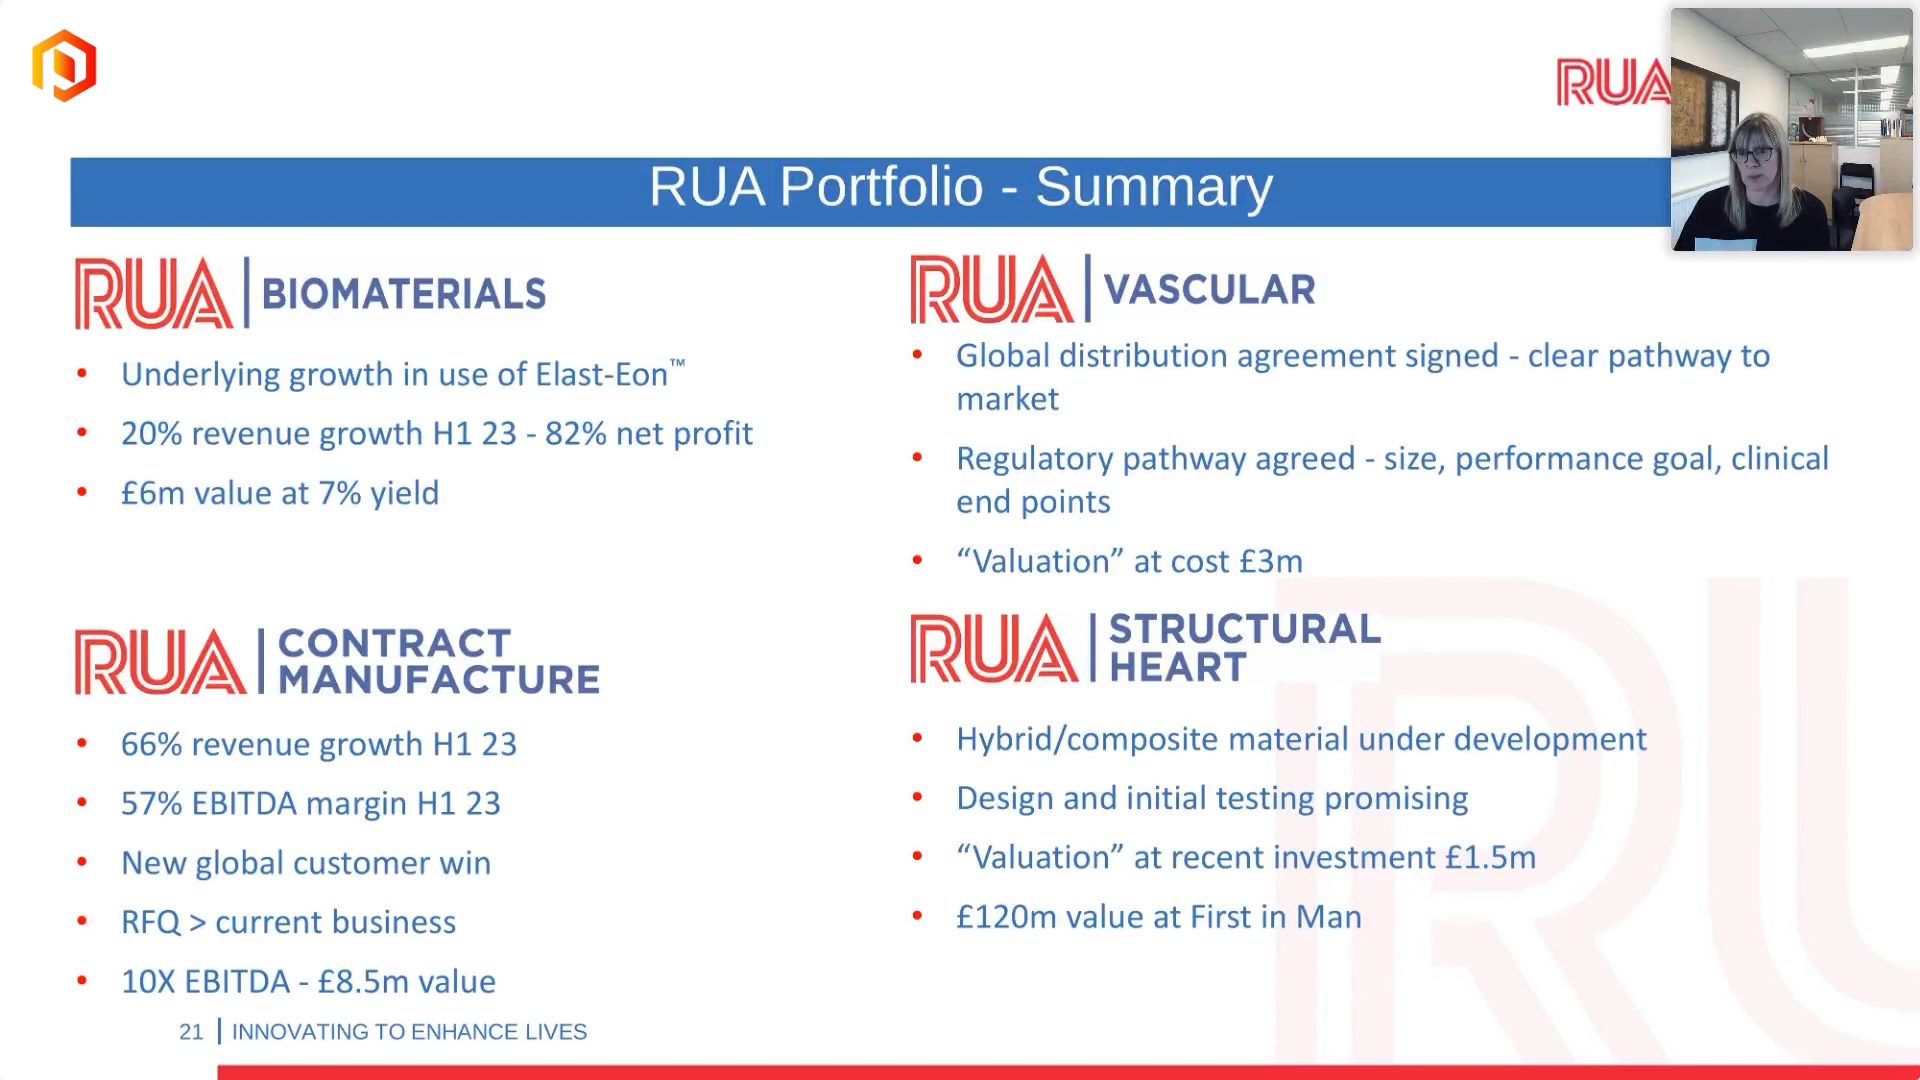 RUA
RUA Portfolio - Summary
RUA | BIOMATERIALS
• Underlying growth in use of Elast-Eon™
• 20% revenue growth H1 23 - 82% net profit
• £6m value at 7% yield
RUA | VASCULAR
• Global distribution agreement signed - clear pathway to
market
• Regulatory pathway agreed - size, performance goal, clinical
end points
• “Valuation” at cost £3m
RUA | CONTRACT
MANUFACTURE
• 66% revenue growth H1 23
• 57% EBITDA margin H1 23
• New global customer win
• RFQ > current business
• 10X EBITDA - £8.5m value
RUA | STRUCTURAL
HEART
• Hybrid/composite material under development
• Design and initial testing promising
• “Valuation” at recent investment £1.5m
• £120m value at First in Man
21 | INNOVATING TO ENHANCE LIVES